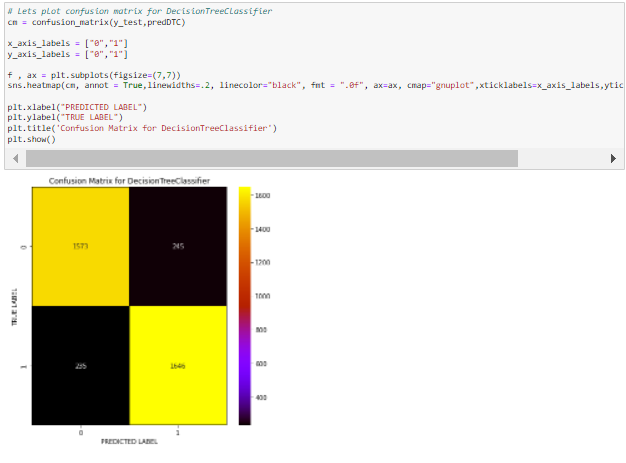 # Lets plot confusion matrix for DecisionTreeClassifier
cm = confusion_matrix(y_test,predDTC)
x_axis_labels = ["0","1"]
y_axis_labels = ["0","1"]
f , ax = plt.subplots(figsize=(7,7))
sns.heatmap(cm, annot = True,linewidths=.2, linecolor="black", fmt = ".0f", ax=ax, cmap="gnuplot",xticklabels=x_axis_labels,ytic
plt.xlabel("PREDICTED LABEL")
plt.ylabel("TRUE LABEL")
plt.title('Confusion Matrix for DecisionTreeClassifier')
plt.show()
Confusion Matrix for DecisionTreeClassifier
1573
245
235
1646
0
1
TRUE LABEL
0
1
PREDICTED LABEL
1600
1400
1200
1000
800
600
400